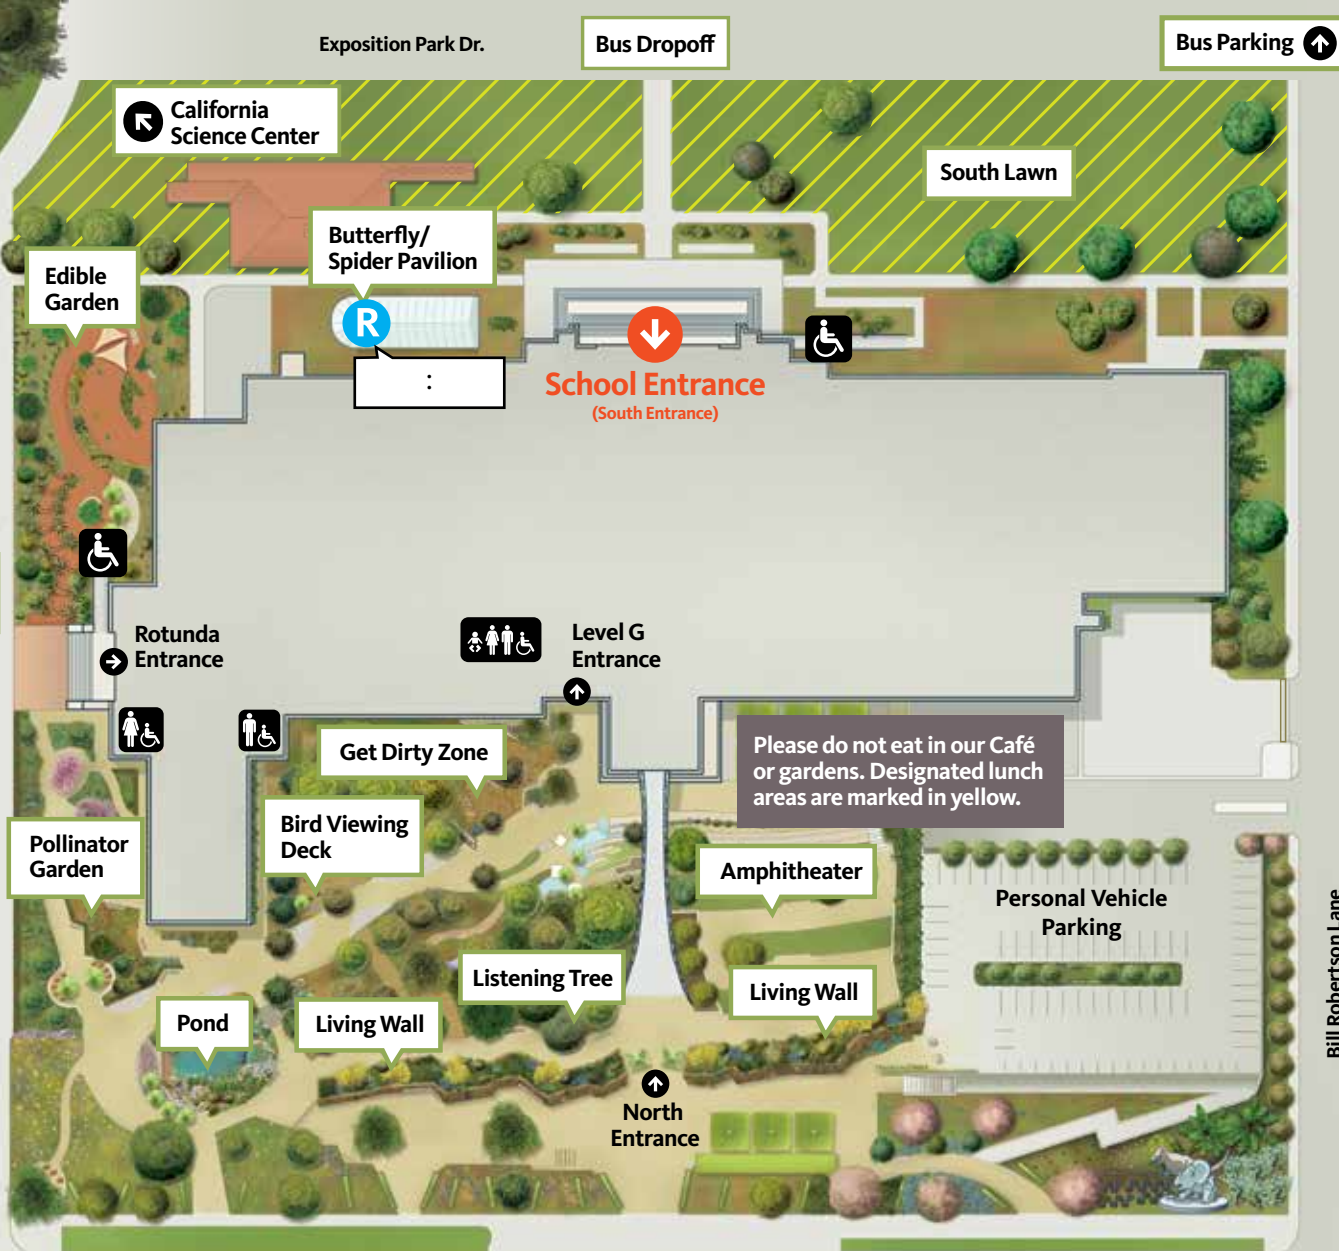 Exposition Park Dr.
Bus Dropoff
Bus Parking
California
Science Center
South Lawn
Butterfly/
Spider Pavilion
Edible
Garden
R
:
School Entrance
(South Entrance)
Rotunda
Entrance
Level G
Entrance
Get Dirty Zone
Please do not eat in our Café
or gardens. Designated lunch
areas are marked in yellow.
Bird Viewing
Deck
Pollinator
Garden
Amphitheater
Personal Vehicle
Parking
Listening Tree
Living Wall
Pond
Living Wall
Bill Robertson Lane
North
Entrance